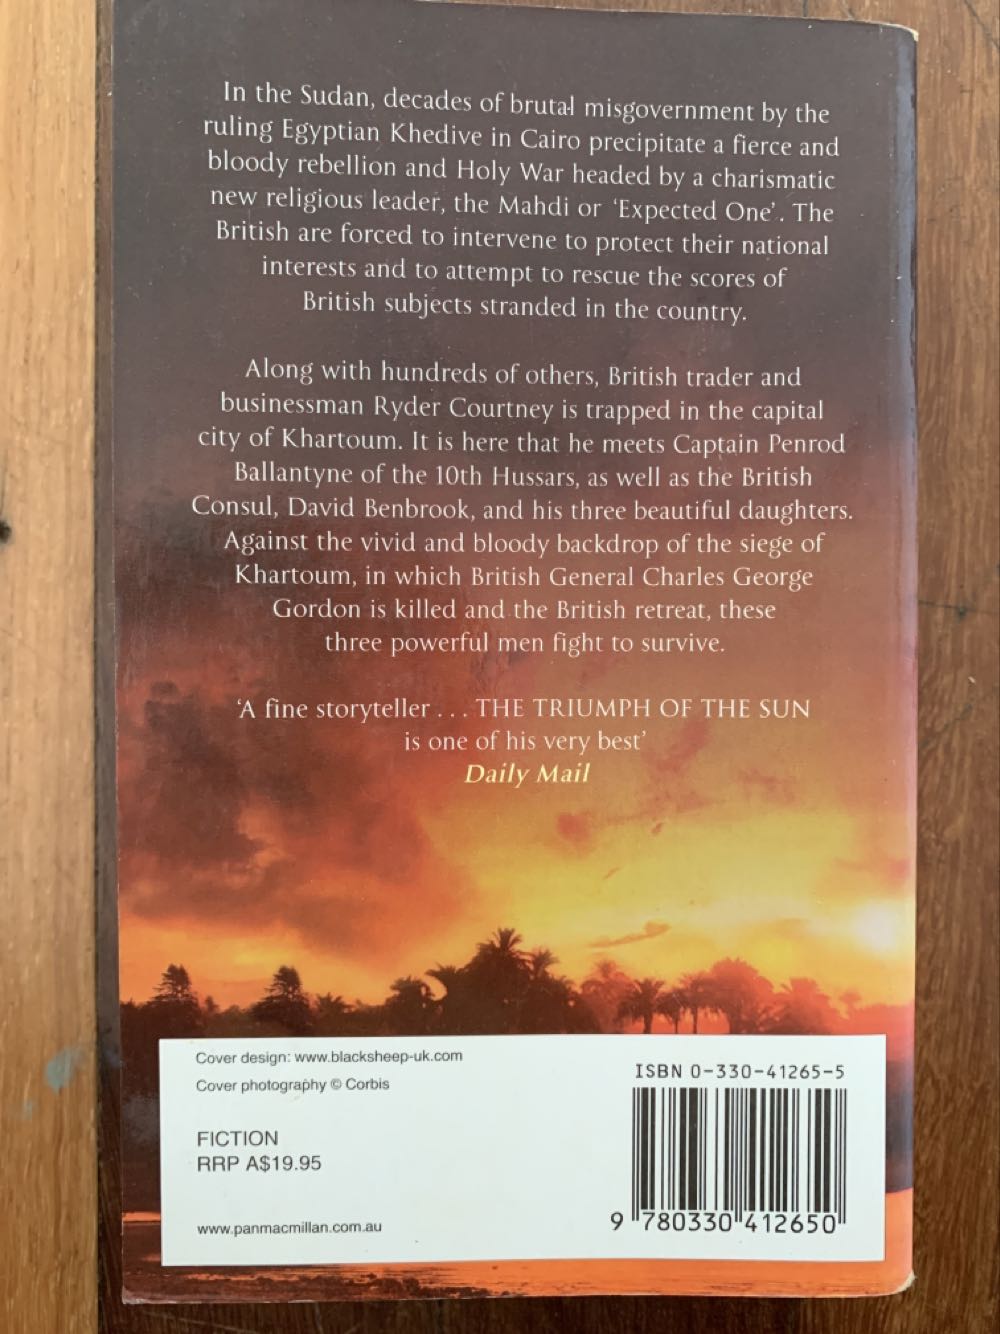 In the Sudan, decades of brutal misgovernment by the
ruling Egyptian Khedive in Cairo precipitate a fierce and
bloody rebellion and Holy War headed by a charismatic
new religious leader, the Mahdi or ‘Expected One’. The
British are forced to intervene to protect their national
interests and to attempt to rescue the scores of
British subjects stranded in the country.
Along with hundreds of others, British trader and
businessman Ryder Courtney is trapped in the capital
city of Khartoum. It is here that he meets Captain Penrod
Ballantyne of the 10th Hussars, as well as the British
Consul, David Benbrook, and his three beautiful daughters.
Against the vivid and bloody backdrop of the siege of
Khartoum, in which British General Charles George
Gordon is killed and the British retreat, these
three powerful men fight to survive.
‘A fine storyteller . . . THE TRIUMPH OF THE SUN
is one of his very best’
Daily Mail
Cover design: www.blacksheep-uk.com
Cover photography © Corbis
FICTION
RRP A$19.95
www.panmacmillan.com.au
ISBN 0-330-41265-5
9 780330 412650